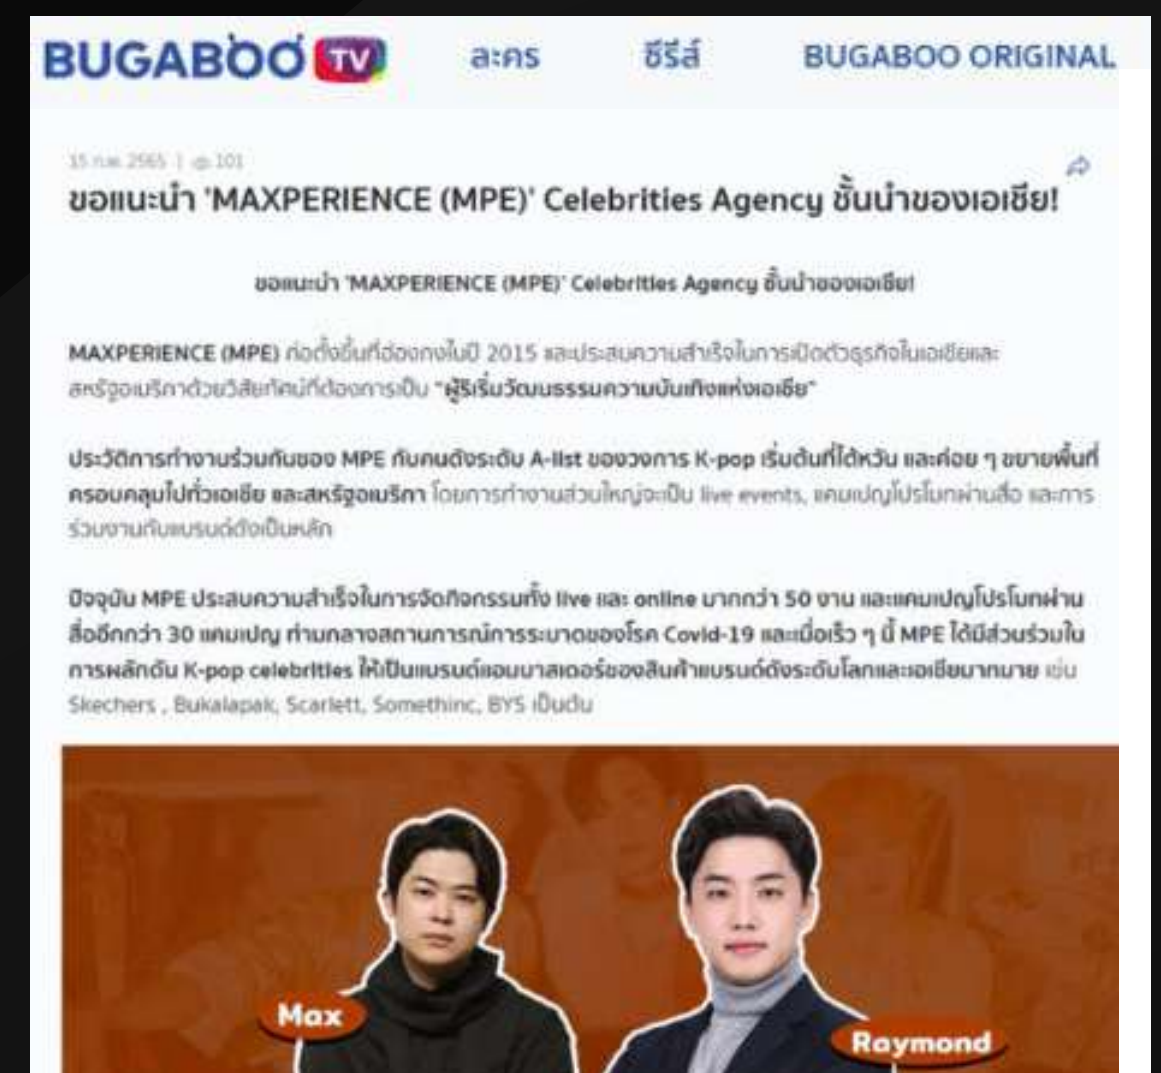 BUGABOO TV ละคร ซีรีส์ BUGABOO ORIGINAL
15 ก.พ. 2565 | 101
ขอแนะนำ 'MAXPERIENCE (MPE)' Celebrities Agency ชั้นนำของเอเชีย!
ขอแนะนำ 'MAXPERIENCE (MPE)' Celebrities Agency ชั้นนำของเอเชีย!
MAXPERIENCE (MPE) ก่อตั้งขึ้นที่ฮ่องกงในปี 2015 และประสบความสำเร็จในการเปิดตัวธุรกิจในเอเชียและ
สหรัฐอเมริกาด้วยวิสัยทัศน์ที่ต้องการเป็น "ผู้ริเริ่มวัฒนธรรมความบันเทิงแห่งเอเชีย"
ประวัติการทำงานร่วมกันของ MPE กับคนดังระดับ A-list ของวงการ K-pop เริ่มต้นที่ไต้หวัน และค่อย ๆ ขยายพื้นที่
ครอบคลุมไปทั่วเอเชีย และสหรัฐอเมริกา โดยการทำงานส่วนใหญ่จะเป็น live events, แคมเปญโปรโมทผ่านสื่อ และการ
ร่วมงานกับแบรนด์ดังเป็นหลัก
ปัจจุบัน MPE ประสบความสำเร็จในการจัดกิจกรรมทั้ง live และ online มากกว่า 50 งาน และแคมเปญโปรโมทผ่าน
สื่ออีกกว่า 30 แคมเปญ ท่ามกลางสถานการณ์การระบาดของโรค Covid-19 และเมื่อเร็ว ๆ นี้ MPE ได้มีส่วนร่วมใน
การผลักดัน K-pop celebrities ให้เป็นแบรนด์แอมบาสเดอร์ของสินค้าแบรนด์ดังระดับโลกและเอเชียมากมาย เช่น
Skechers , Bukalapak, Scarlett, Somethinc, BYS เป็นต้น
Max
Raymond